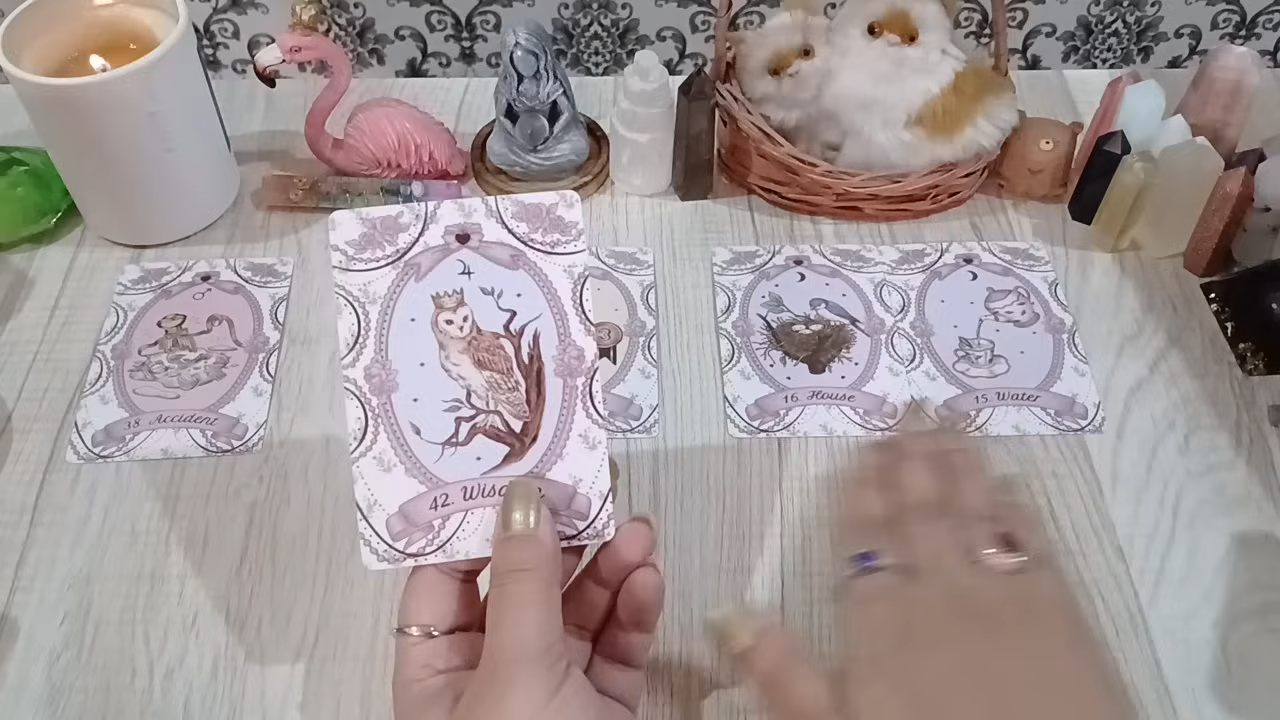 38. Accident
42. Wis
16. House
15. Water